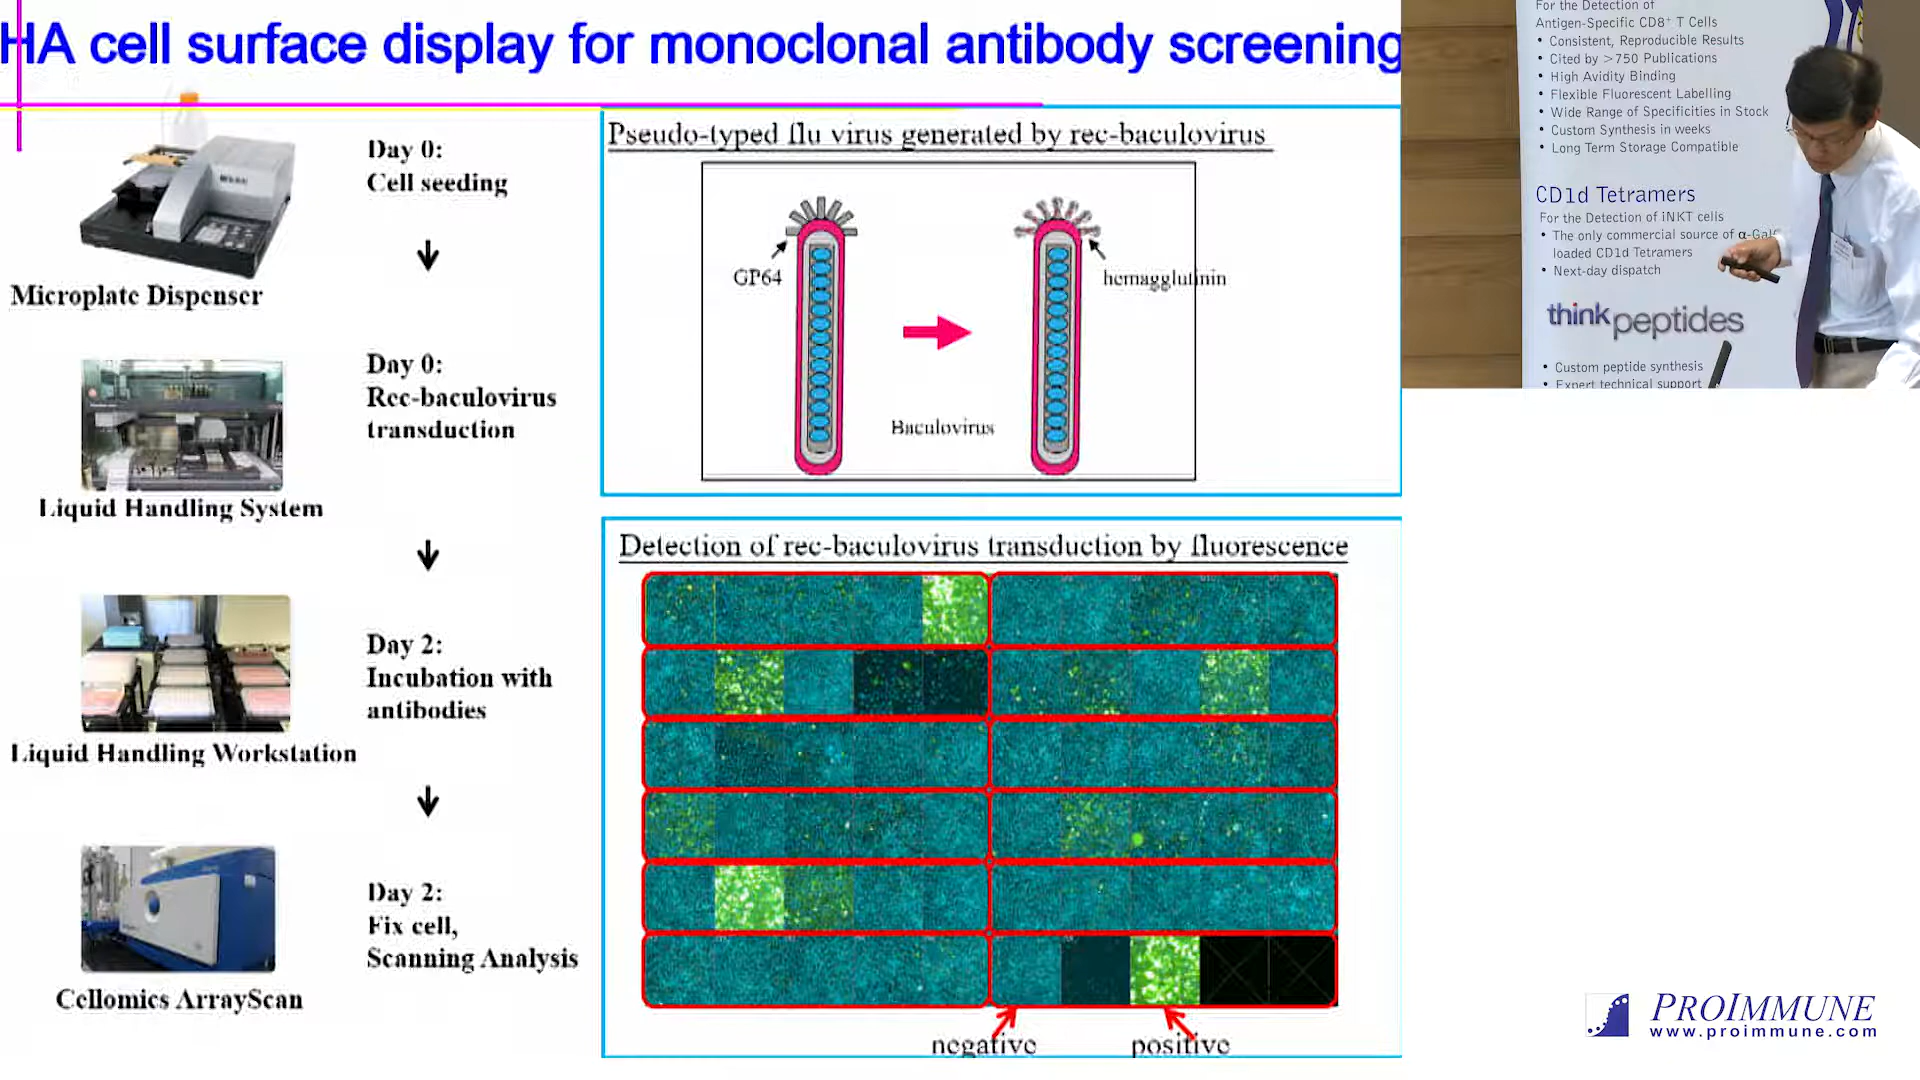 HA cell surface display for monoclonal antibody screening
Day 0:
Cell seeding
Microplate Dispenser
Day 0:
Rec-baculovirus
transduction
Liquid Handling System
Day 2:
Incubation with
antibodies
Liquid Handling Workstation
Day 2:
Fix cell,
Scanning Analysis
Cellomics ArrayScan
Pseudo-typed flu virus generated by rec-baculovirus
GP64
hemagglutinin
Baculovirus
Detection of rec-baculovirus transduction by fluorescence
negative
positive
For the Detection of
Antigen-Specific CD8⁺ T Cells
• Consistent, Reproducible Results
• Cited by >750 Publications
• High Avidity Binding
• Flexible Fluorescent Labelling
• Wide Range of Specificities in Stock
• Custom Synthesis in weeks
• Long Term Storage Compatible
CD1d Tetramers
For the Detection of iNKT cells
• The only commercial source of α-Gal
loaded CD1d Tetramers
• Next-day dispatch
thinkpeptides
• Custom peptide synthesis
• Expert technical support
PROIMMUNE
www.proimmune.com